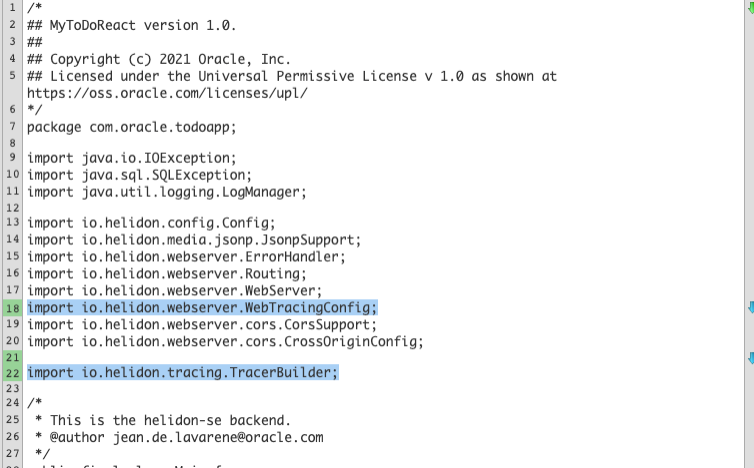 1 /*
2 ## MyToDoReact version 1.0.
3 ##
4 ## Copyright (c) 2021 Oracle, Inc.
5 ## Licensed under the Universal Permissive License v 1.0 as shown at
https://oss.oracle.com/licenses/upl/
6 */
7 package com.oracle.todoapp;
8
9 import java.io.IOException;
10 import java.sql.SQLException;
11 import java.util.logging.LogManager;
12
13 import io.helidon.config.Config;
14 import io.helidon.media.jsonp.JsonpSupport;
15 import io.helidon.webserver.ErrorHandler;
16 import io.helidon.webserver.Routing;
17 import io.helidon.webserver.WebServer;
18 import io.helidon.webserver.WebTracingConfig;
19 import io.helidon.webserver.cors.CorsSupport;
20 import io.helidon.webserver.cors.CrossOriginConfig;
21
22 import io.helidon.tracing.TracerBuilder;
23
24 /*
25 * This is the helidon-se backend.
26 * @author jean.de.lavarene@oracle.com
27 */